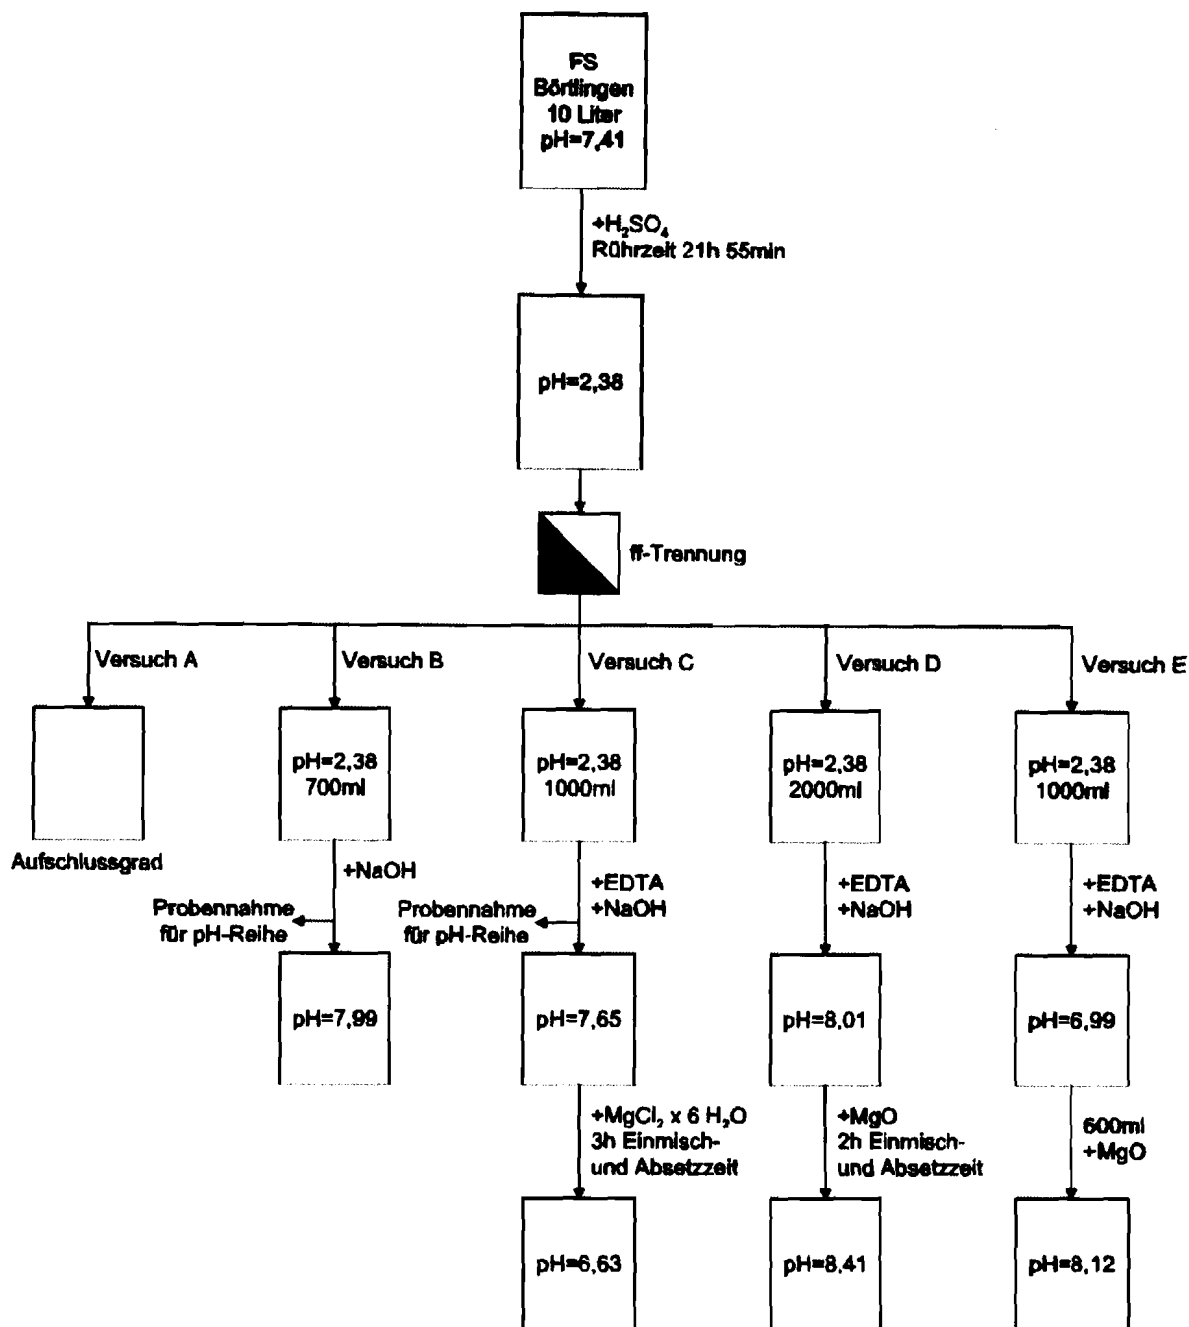 FS
Börtlingen
10 Liter
pH=7,41
+H₂SO₄
Rührzeit 21h 55min
pH=2,38
ff-Trennung
Versuch A
Versuch B
Versuch C
Versuch D
Versuch E
pH=2,38
700ml
pH=2,38
1000ml
pH=2,38
2000ml
pH=2,38
1000ml
Aufschlussgrad
+NaOH
+EDTA
+NaOH
+EDTA
+NaOH
+EDTA
+NaOH
Probennahme
für pH-Reihe
Probennahme
für pH-Reihe
pH=7,99
pH=7,65
pH=8,01
pH=6,99
+MgCl₂ x 6 H₂O
3h Einmisch-
und Absetzzeit
+MgO
2h Einmisch-
und Absetzzeit
600ml
+MgO
pH=6,63
pH=8,41
pH=8,12